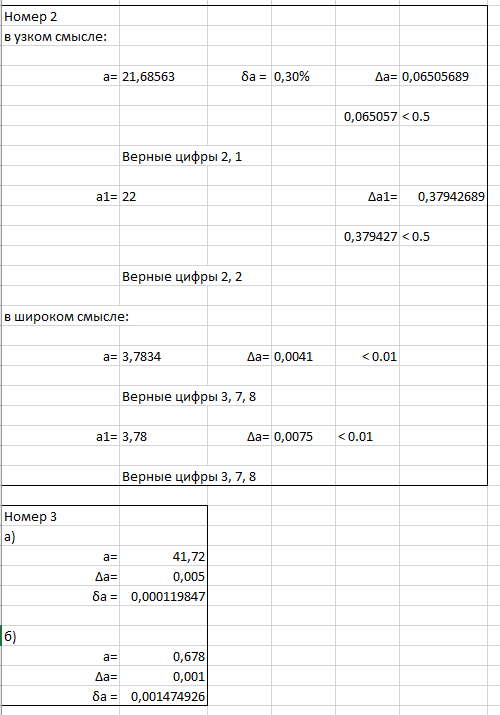 Номер 2
в узком смысле:
a= 21,68563 δa = 0,30% Δa= 0,06505689
0,065057 < 0.5
Верные цифры 2, 1
a1= 22 Δa1= 0,37942689
0,379427 < 0.5
Верные цифры 2, 2
в широком смысле:
a= 3,7834 Δa= 0,0041 < 0.01
Верные цифры 3, 7, 8
a1= 3,78 Δa= 0,0075 < 0.01
Верные цифры 3, 7, 8
Номер 3
а)
a= 41,72
Δa= 0,005
δa = 0,000119847
б)
a= 0,678
Δa= 0,001
δa = 0,001474926